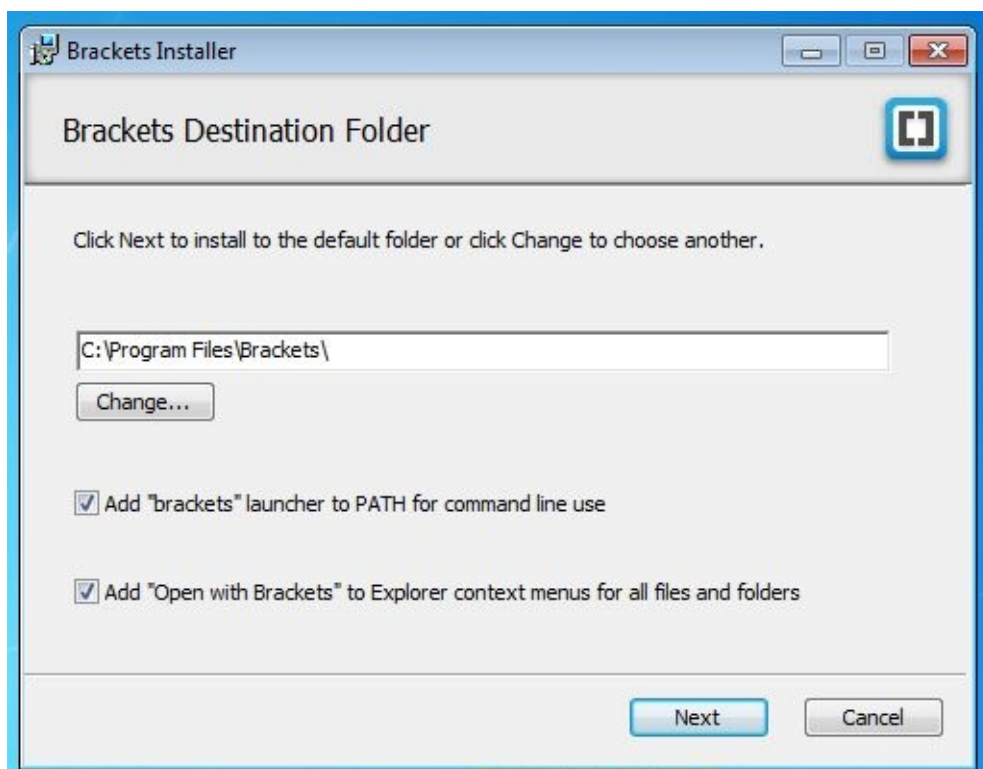 Brackets Installer
Brackets Destination Folder
Click Next to install to the default folder or click Change to choose another.
C:\Program Files\Brackets\
Change...
Add "brackets" launcher to PATH for command line use
Add "Open with Brackets" to Explorer context menus for all files and folders
Next Cancel